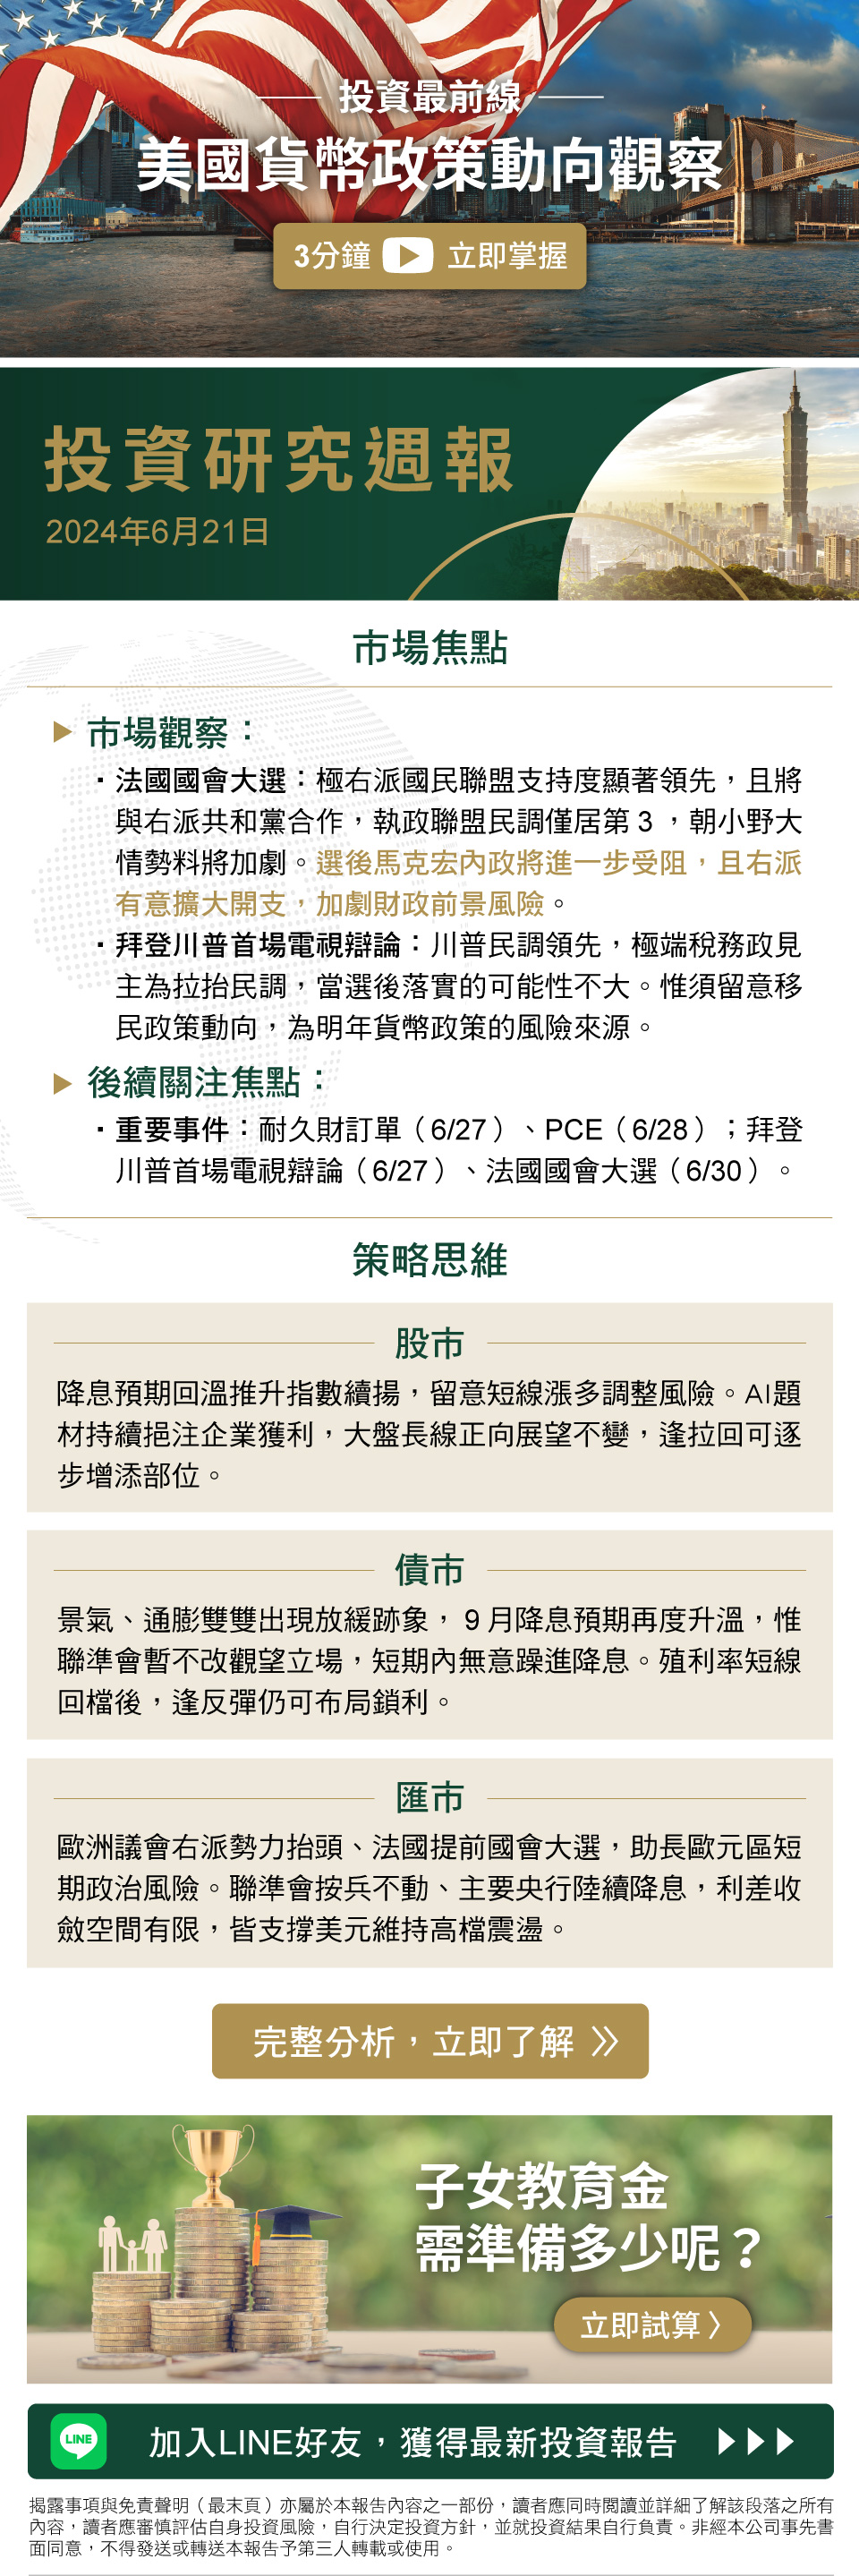 投資最前線
美國貨幣政策動向觀察
3分鐘 立即掌握
投資研究週報
2024年6月21日
市場焦點
市場觀察：
・法國國會大選：極右派國民聯盟支持度顯著領先，且將
與右派共和黨合作，執政聯盟民調僅居第 3 ，朝小野大
情勢料將加劇。選後馬克宏內政將進一步受阻，且右派
有意擴大開支，加劇財政前景風險。
・拜登川普首場電視辯論：川普民調領先，極端稅務政見
主為拉抬民調，當選後落實的可能性不大。惟須留意移
民政策動向，為明年貨幣政策的風險來源。
後續關注焦點：
・重要事件：耐久財訂單（6/27）、PCE（6/28）；拜登
川普首場電視辯論（6/27）、法國國會大選（6/30）。
策略思維
股市
降息預期回溫推升指數續揚，留意短線漲多調整風險。AI題
材持續挹注企業獲利，大盤長線正向展望不變，逢拉回可逐
步增添部位。
債市
景氣、通膨雙雙出現放緩跡象， 9 月降息預期再度升溫，惟
聯準會暫不改觀望立場，短期內無意躁進降息。殖利率短線
回檔後，逢反彈仍可布局鎖利。
匯市
歐洲議會右派勢力抬頭、法國提前國會大選，助長歐元區短
期政治風險。聯準會按兵不動、主要央行陸續降息，利差收
斂空間有限，皆支撐美元維持高檔震盪。
完整分析，立即了解
子女教育金
需準備多少呢？
立即試算
LINE 加入LINE好友，獲得最新投資報告
揭露事項與免責聲明（最末頁）亦屬於本報告內容之一部份，讀者應同時閱讀並詳細了解該段落之所有
內容，讀者應審慎評估自身投資風險，自行決定投資方針，並就投資結果自行負責。非經本公司事先書
面同意，不得發送或轉送本報告予第三人轉載或使用。